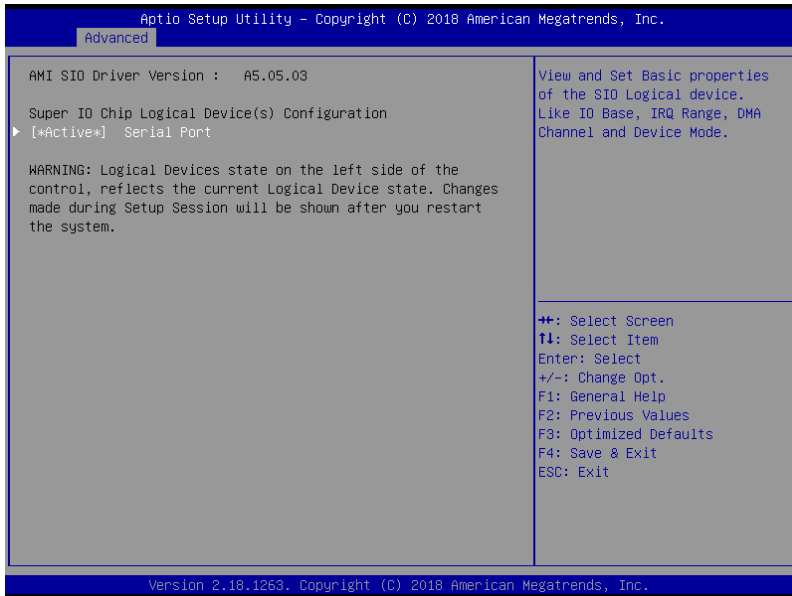 Aptio Setup Utility – Copyright (C) 2018 American Megatrends, Inc.
Advanced
AMI SIO Driver Version :   A5.05.03
Super IO Chip Logical Device(s) Configuration
[*Active*]   Serial Port
WARNING: Logical Devices state on the left side of the
control, reflects the current Logical Device state. Changes
made during Setup Session will be shown after you restart
the system.
View and Set Basic properties
of the SIO Logical device.
Like IO Base, IRQ Range, DMA
Channel and Device Mode.
→←: Select Screen
↑↓: Select Item
Enter: Select
+/-: Change Opt.
F1: General Help
F2: Previous Values
F3: Optimized Defaults
F4: Save & Exit
ESC: Exit
Version 2.18.1263. Copyright (C) 2018 American Megatrends, Inc.